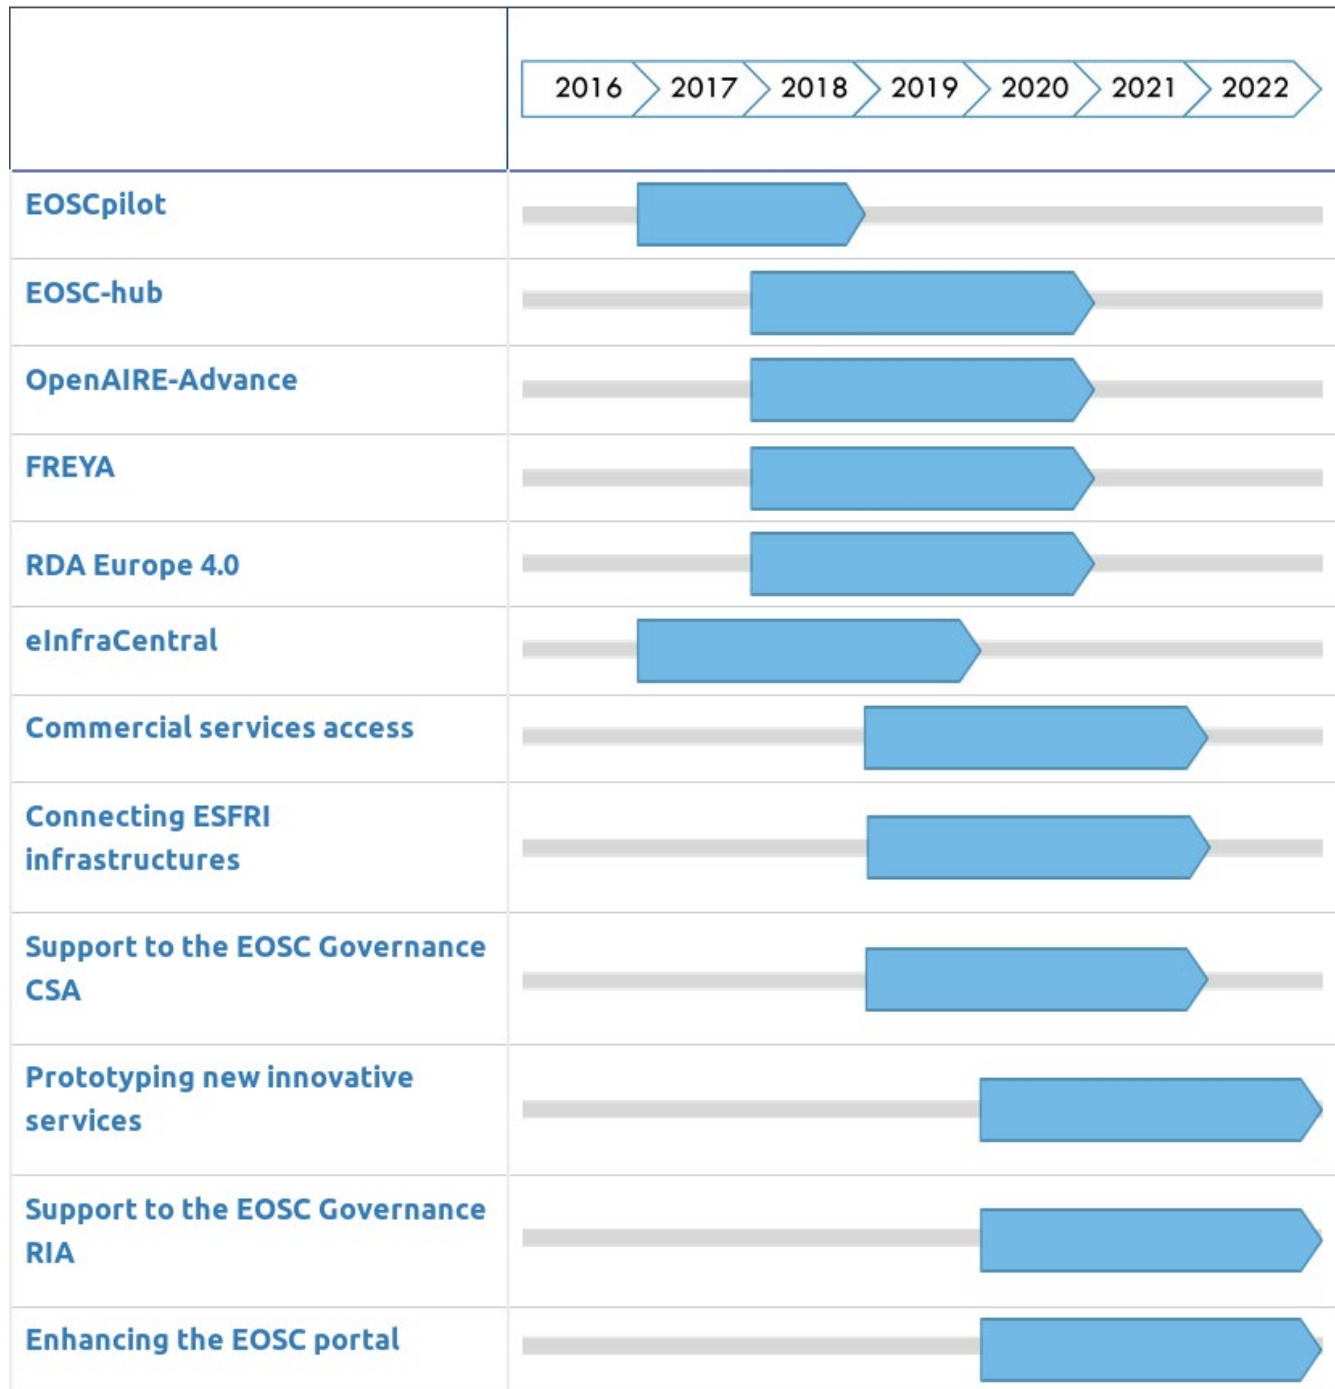 2016 2017 2018 2019 2020 2021 2022
EOSCpilot
EOSC-hub
OpenAIRE-Advance
FREYA
RDA Europe 4.0
eInfraCentral
Commercial services access
Connecting ESFRI
infrastructures
Support to the EOSC Governance
CSA
Prototyping new innovative
services
Support to the EOSC Governance
RIA
Enhancing the EOSC portal